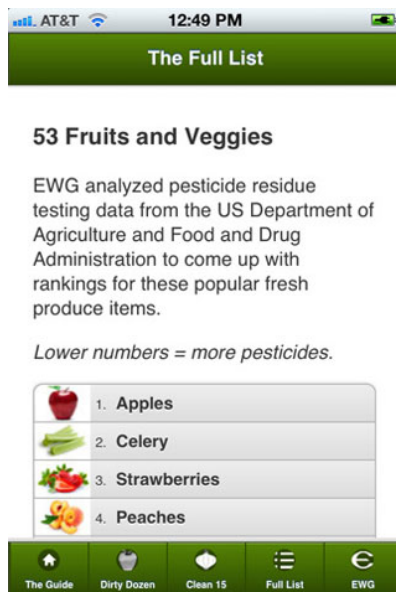 AT&T 12:49 PM
The Full List
53 Fruits and Veggies
EWG analyzed pesticide residue
testing data from the US Department of
Agriculture and Food and Drug
Administration to come up with
rankings for these popular fresh
produce items.
Lower numbers = more pesticides.
1. Apples
2. Celery
3. Strawberries
4. Peaches
The Guide Dirty Dozen Clean 15 Full List EWG